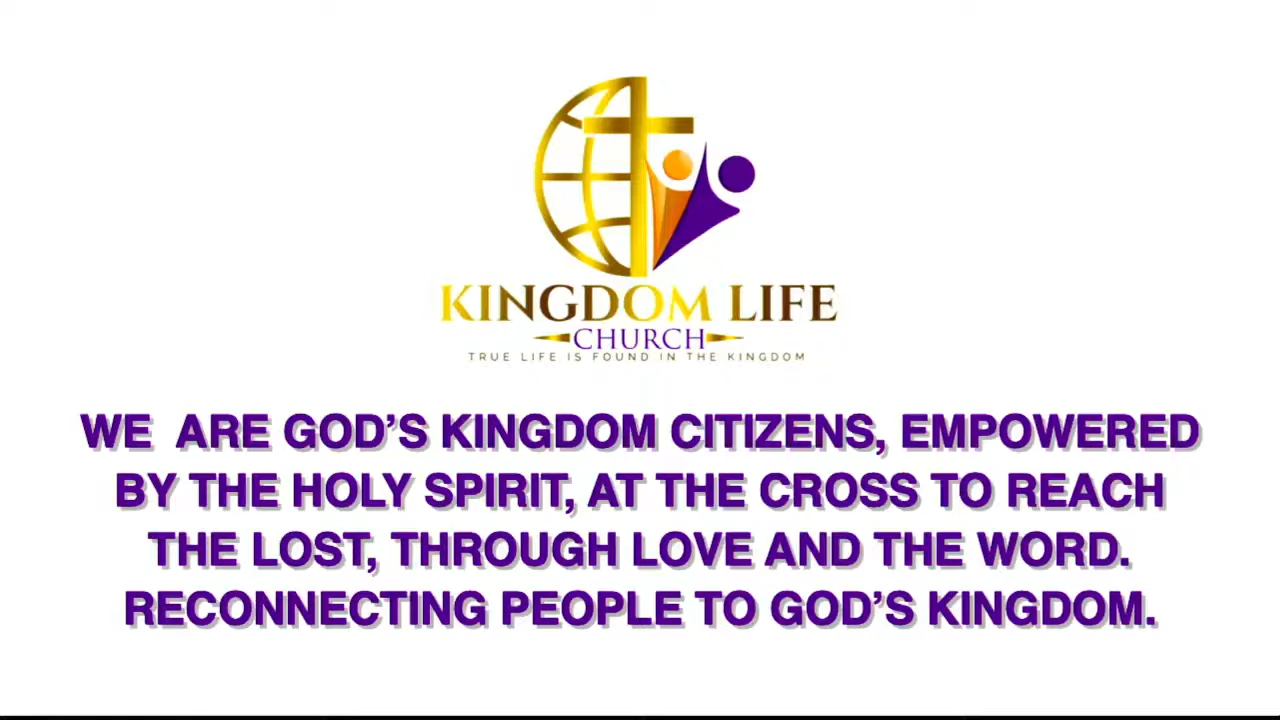 KINGDOM LIFE
CHURCH
TRUE LIFE IS FOUND IN THE KINGDOM
WE ARE GOD’S KINGDOM CITIZENS, EMPOWERED
BY THE HOLY SPIRIT, AT THE CROSS TO REACH
THE LOST, THROUGH LOVE AND THE WORD.
RECONNECTING PEOPLE TO GOD’S KINGDOM.